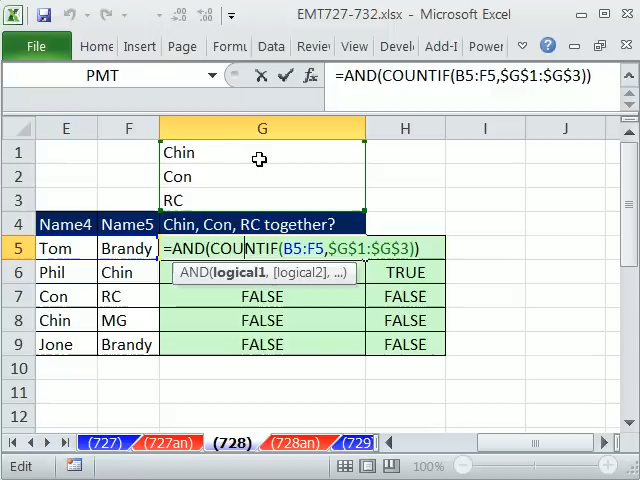 EMT727-732.xlsx - Microsoft Excel
File Home Insert Page Formu Data Revie View Add-I Power
PMT =AND(COUNTIF(B5:F5,$G$1:$G$3))
E F G H I J
1 Chin
2 Con
3 RC
4 Name4 Name5 Chin, Con, RC together?
5 Tom Brandy =AND(COUNTIF(B5:F5,$G$1:$G$3))
AND(logical1, [logical2], ...)
6 Phil Chin TRUE
7 Con RC FALSE FALSE
8 Chin MG FALSE FALSE
9 Jone Brandy FALSE FALSE
10
11
12
(727) (727an) (728) (728an) (729
Edit 100%